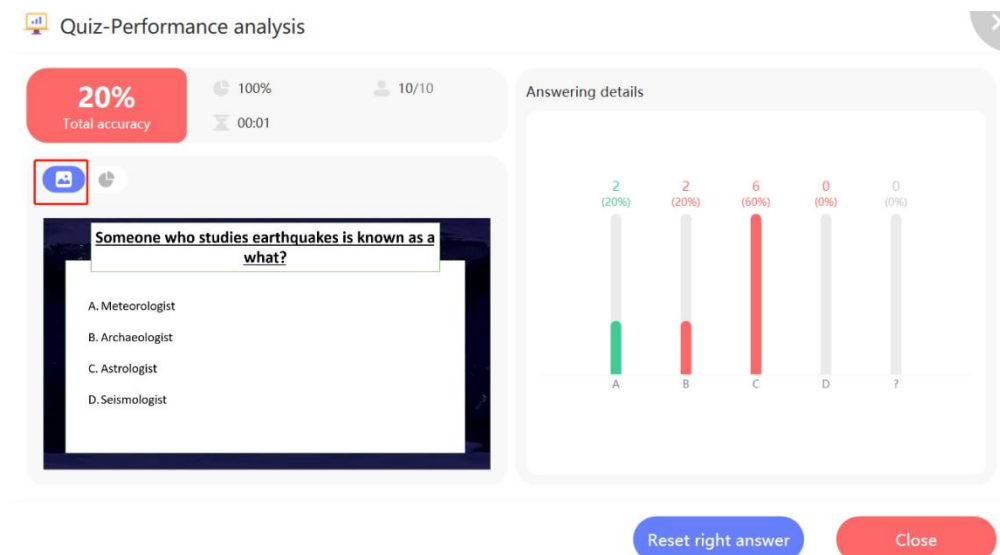 Quiz-Performance analysis
20%
Total accuracy
100%
10/10
00:01
Someone who studies earthquakes is known as a
what?
A. Meteorologist
B. Archaeologist
C. Astrologist
D. Seismologist
Answering details
2
(20%)
2
(20%)
6
(60%)
0
(0%)
0
(0%)
A
B
C
D
?
Reset right answer
Close